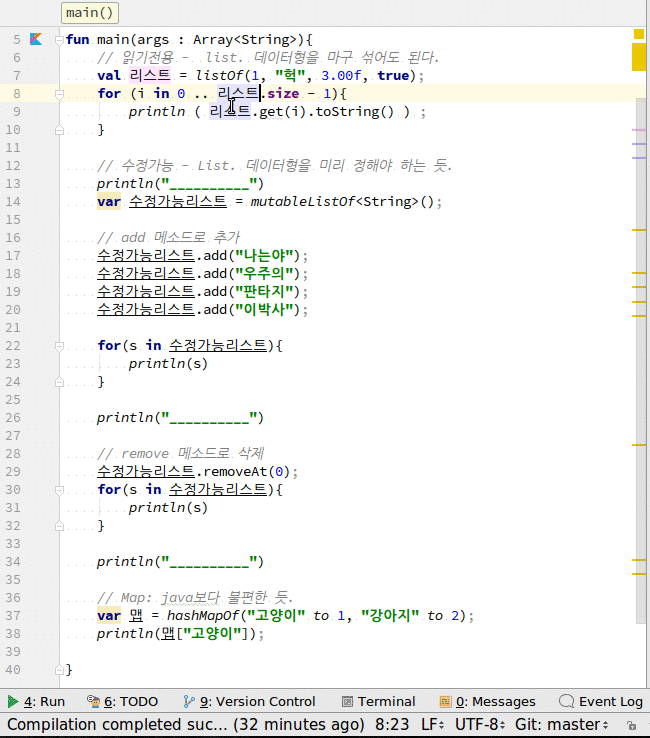 main()
5 fun main(args : Array<String>){
6 // 읽기전용 - list. 데이터형을 마구 섞어도 된다.
7 val 리스트 = listOf(1, "헉", 3.00f, true);
8 for (i in 0 .. 리스트.size - 1){
9 println ( 리스트.get(i).toString() ) ;
10 }
11
12 // 수정가능 - List. 데이터형을 미리 정해야 하는 듯.
13 println("__________")
14 var 수정가능리스트 = mutableListOf<String>();
15
16 // add 메소드로 추가
17 수정가능리스트.add("나는야");
18 수정가능리스트.add("우주의");
19 수정가능리스트.add("판타지");
20 수정가능리스트.add("이박사");
21
22 for(s in 수정가능리스트){
23 println(s)
24 }
25
26 println("__________")
27
28 // remove 메소드로 삭제
29 수정가능리스트.removeAt(0);
30 for(s in 수정가능리스트){
31 println(s)
32 }
33
34 println("__________")
35
36 // Map: java보다 불편한 듯.
37 var 맵 = hashMapOf("고양이" to 1, "강아지" to 2);
38 println(맵["고양이"]);
39
40 }
4: Run 6: TODO 9: Version Control Terminal 0: Messages Event Log
Compilation completed suc... (32 minutes ago) 8:23 LF UTF-8 Git: master